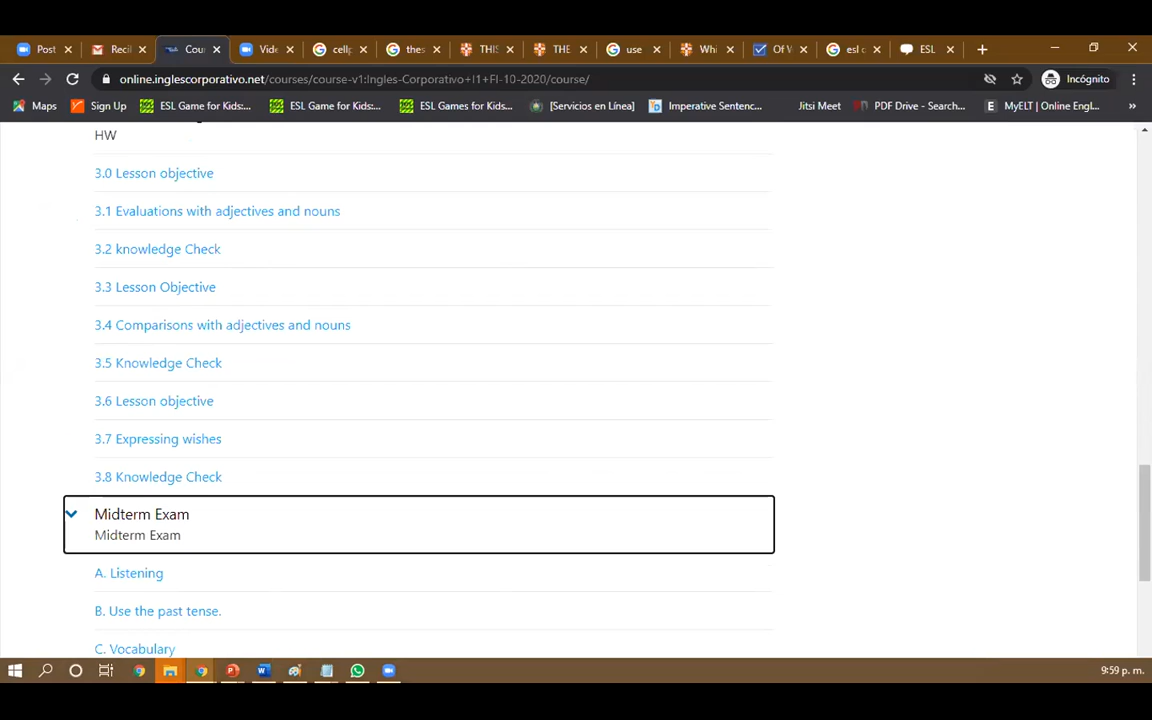 Post
Recil
Cour
Vide
cellp
thes
THIS
THE
use
Whi
Of V
esl c
ESL
online.inglescorporativo.net/courses/course-v1:Ingles-Corporativo+I1+FI-10-2020/course/
Incógnito
Maps
Sign Up
ESL Game for Kids:...
ESL Game for Kids:...
ESL Games for Kids...
[Servicios en Línea]
Imperative Sentenc...
Jitsi Meet
PDF Drive - Search...
MyELT | Online Engl...
HW
3.0 Lesson objective
3.1 Evaluations with adjectives and nouns
3.2 knowledge Check
3.3 Lesson Objective
3.4 Comparisons with adjectives and nouns
3.5 Knowledge Check
3.6 Lesson objective
3.7 Expressing wishes
3.8 Knowledge Check
Midterm Exam
Midterm Exam
A. Listening
B. Use the past tense.
C. Vocabulary
9:59 p. m.